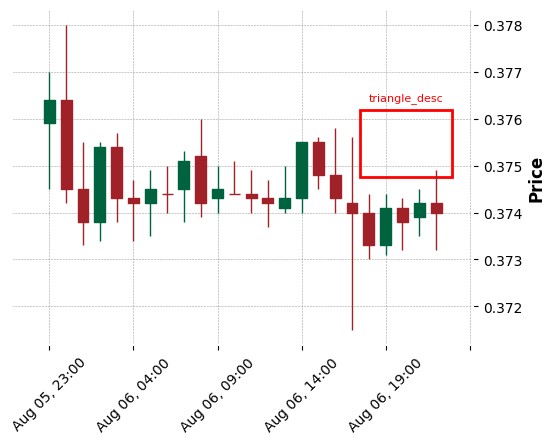 0.378
0.377
triangle_desc
0.376
0.375
Price
0.374
0.373
0.372
Aug 05, 23:00
Aug 06, 04:00
Aug 06, 09:00
Aug 06, 14:00
Aug 06, 19:00